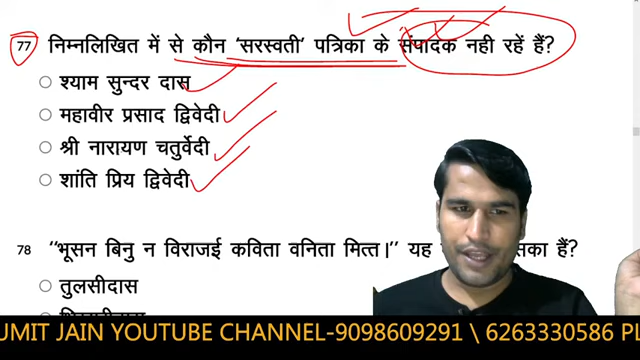 77 निम्नलिखित में से कौन 'सरस्वती' पत्रिका के संपादक नही रहें हैं?
श्याम सुन्दर दास
महावीर प्रसाद द्विवेदी
श्री नारायण चतुर्वेदी
शांति प्रिय द्विवेदी
78 "भूसन बिनु न विराजई कविता वनिता मित्त।" यह हैं?
तुलसीदास
UMIT JAIN YOUTUBE CHANNEL-9098609291 \ 6263330586 PL